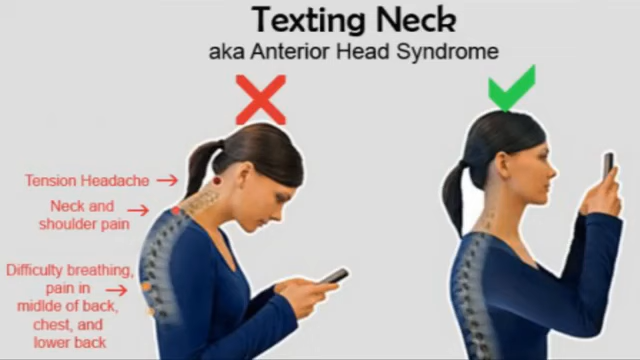 Texting Neck
aka Anterior Head Syndrome
Tension Headache
Neck and
shoulder pain
Difficulty breathing,
pain in
midlde of back,
chest, and
lower back